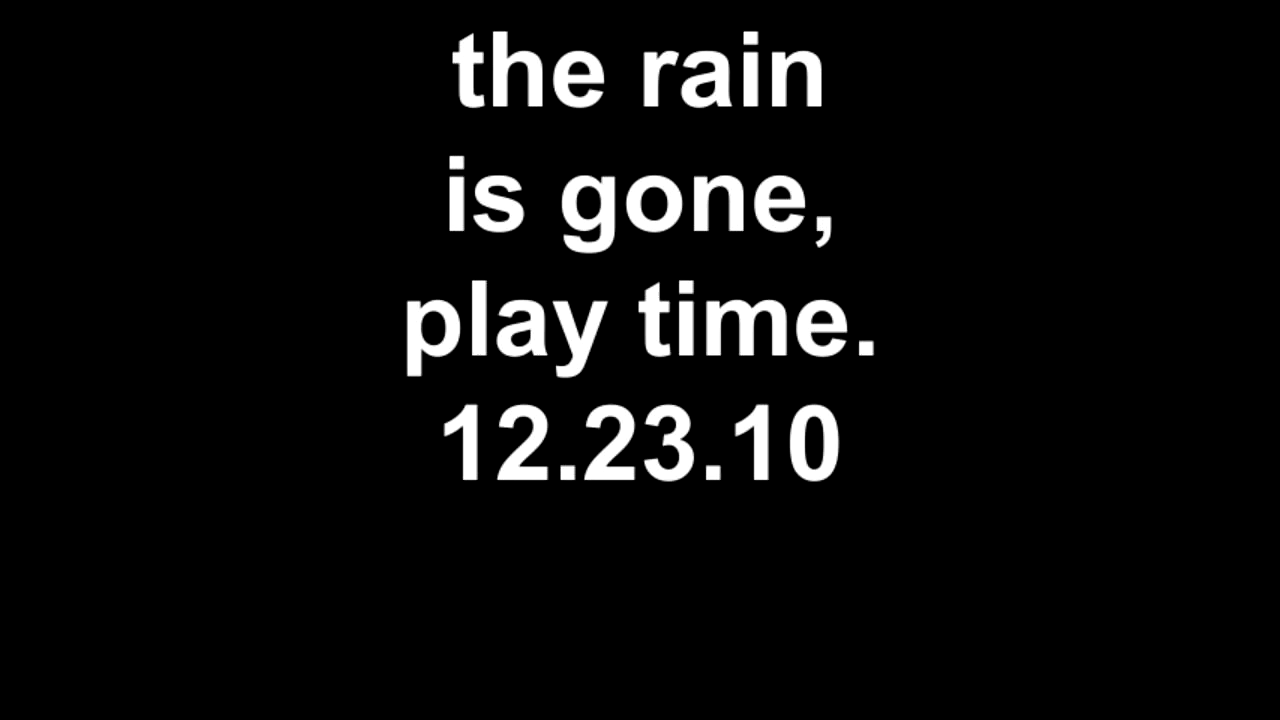 the rain
is gone,
play time.
12.23.10